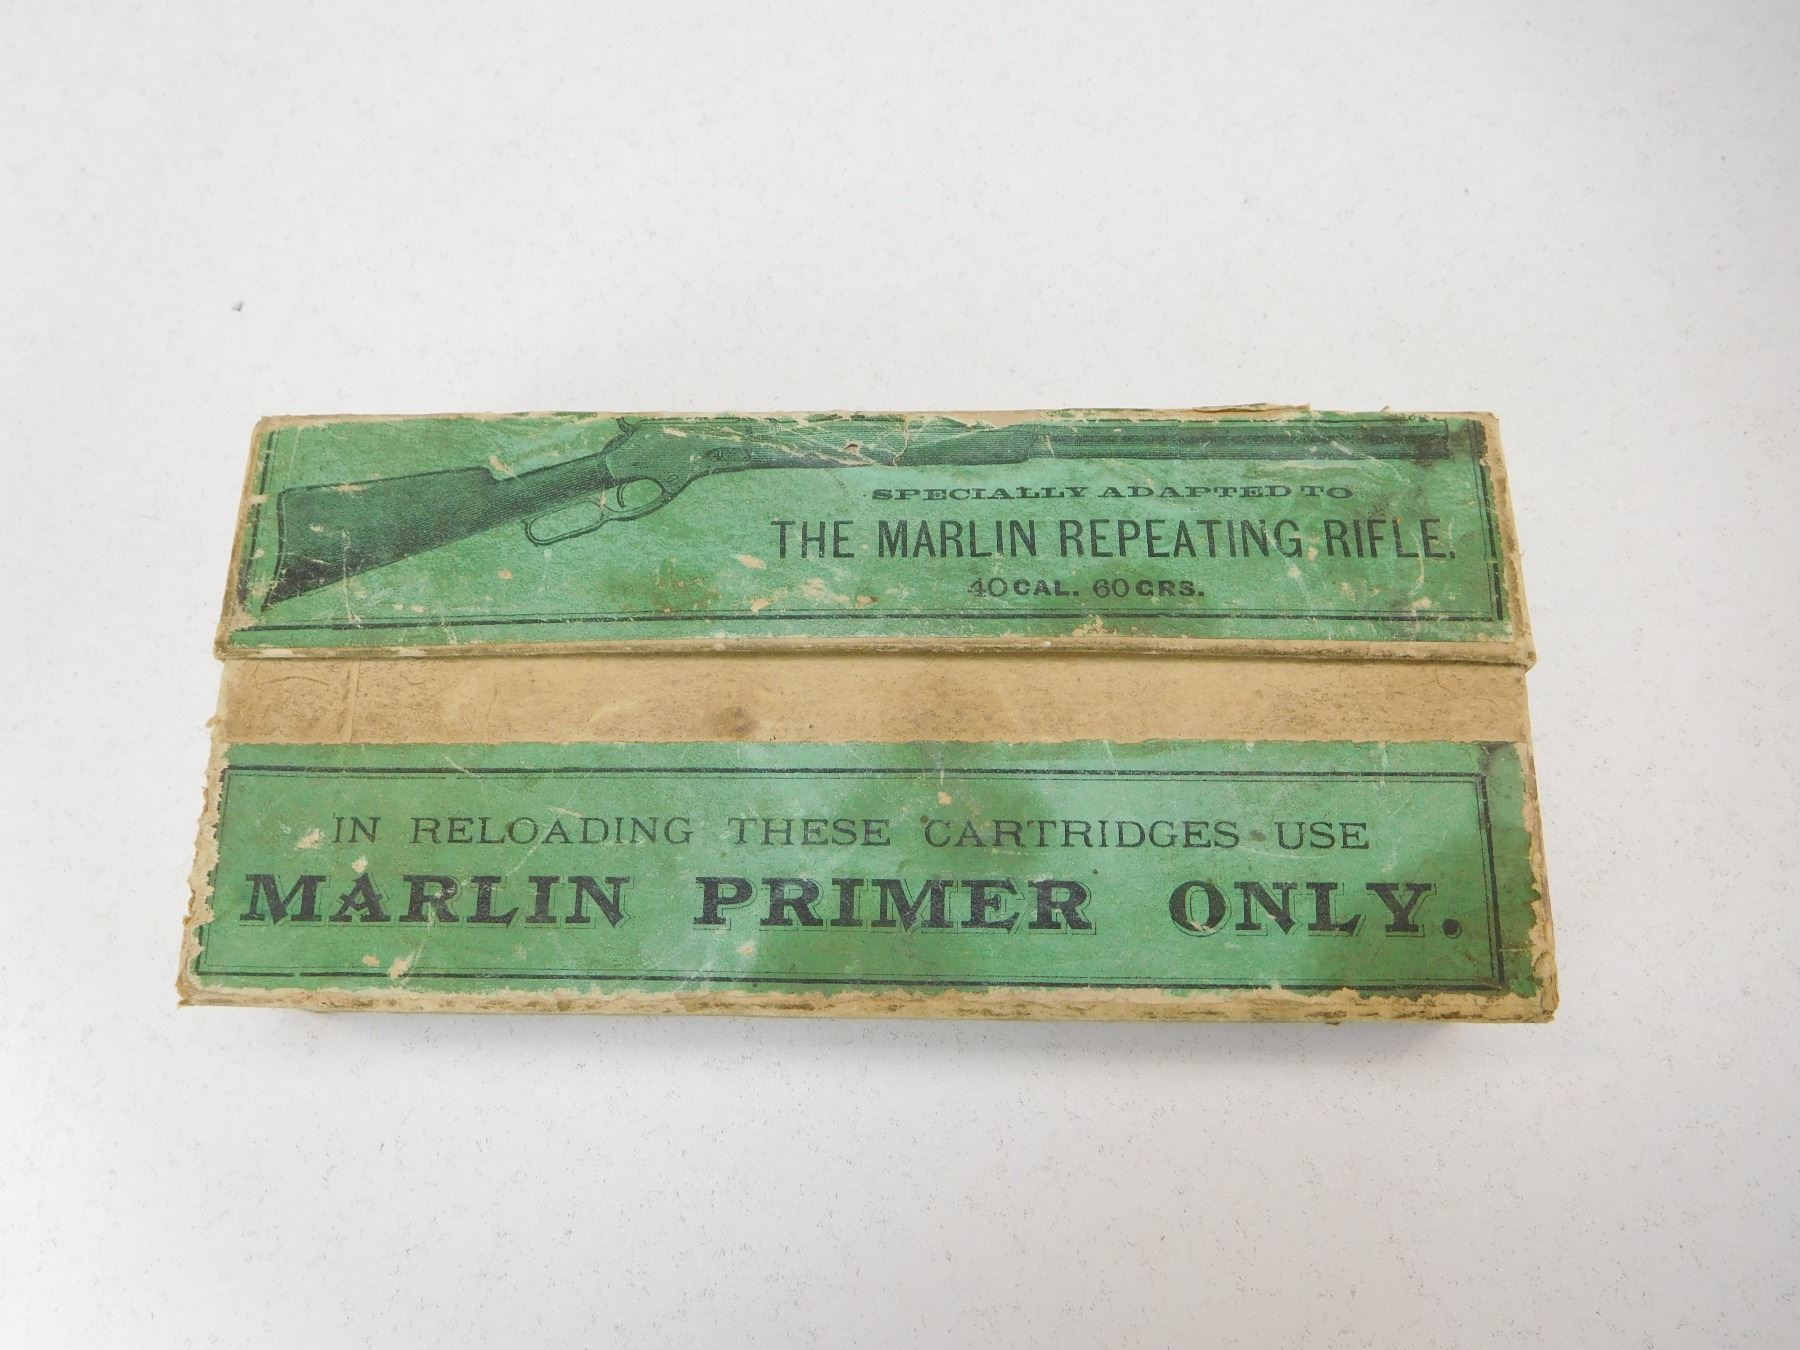 SPECIALLY ADAPTED TO
THE MARLIN REPEATING RIFLE.
40 CAL. 60 GRS.
IN RELOADING THESE CARTRIDGES USE
MARLIN PRIMER ONLY.